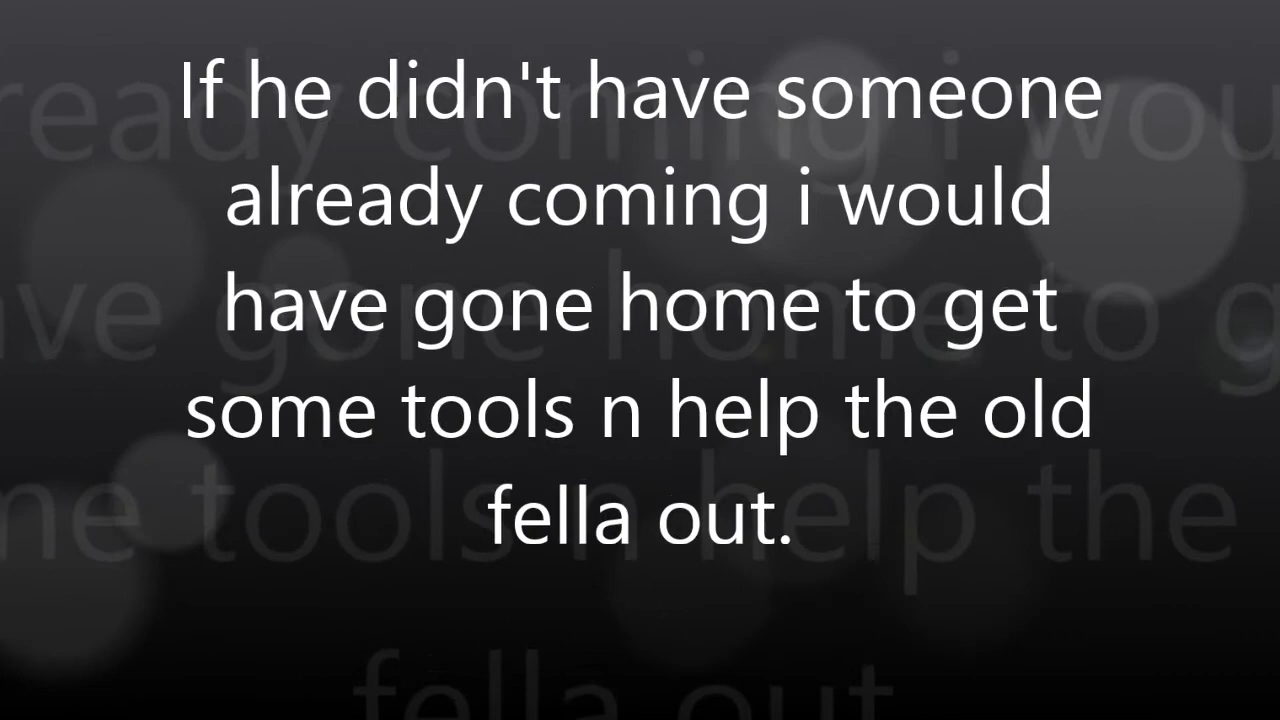 If he didn't have someone
already coming i would
have gone home to get
some tools n help the old
fella out.